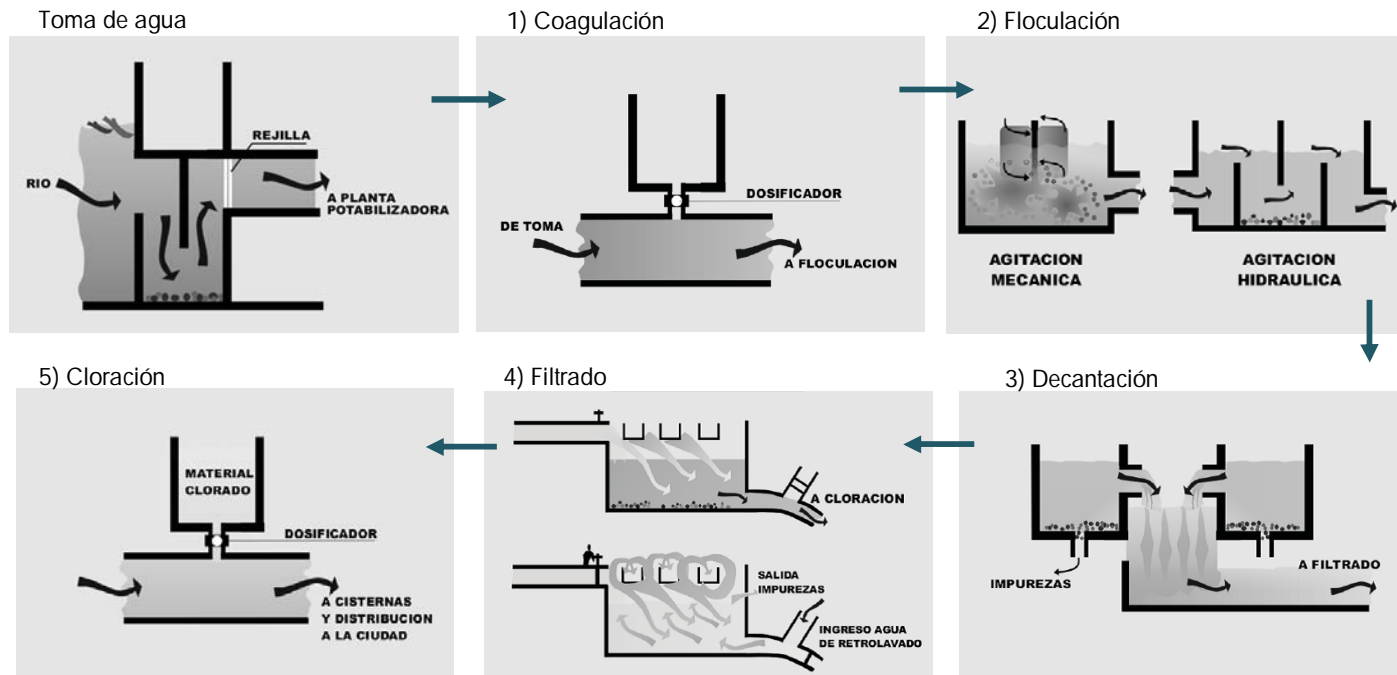 Toma de agua
REJILLA
RIO
A PLANTA
POTABILIZADORA
1) Coagulación
DOSIFICADOR
DE TOMA
A FLOCULACION
2) Floculación
AGITACION
MECANICA
AGITACION
HIDRAULICA
3) Decantación
IMPUREZAS
A FILTRADO
4) Filtrado
A CLORACION
SALIDA
IMPUREZAS
INGRESO AGUA
DE RETROLAVADO
5) Cloración
MATERIAL
CLORADO
DOSIFICADOR
A CISTERNAS
Y DISTRIBUCION
A LA CIUDAD